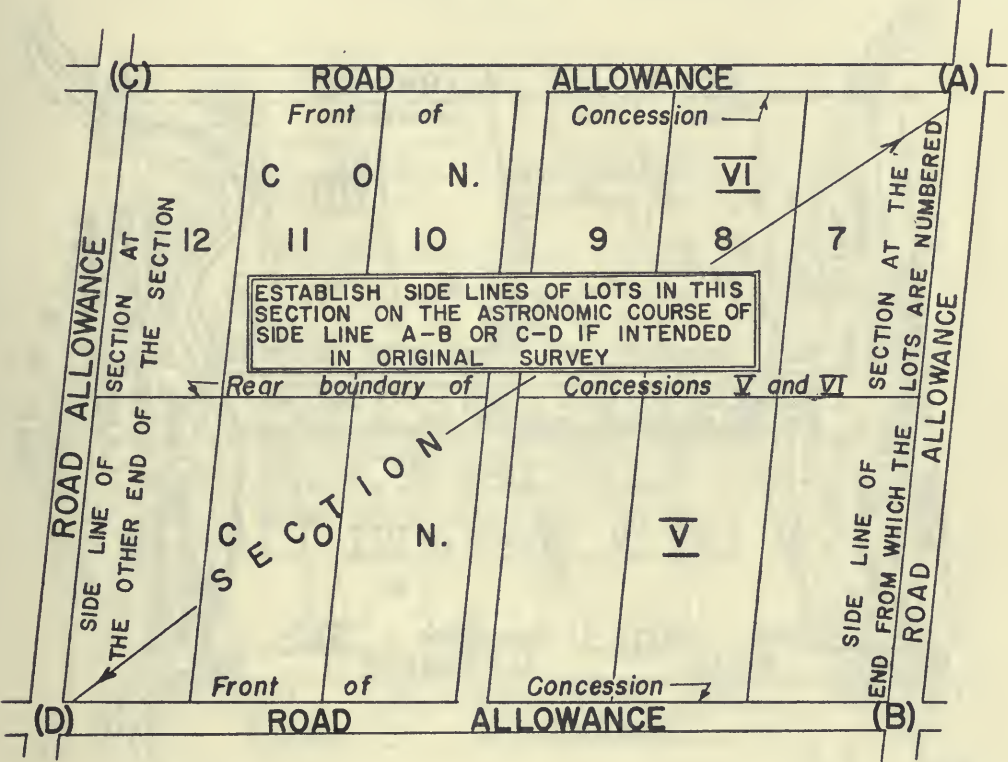 (C) ROAD ALLOWANCE (A)
Front of Concession
C O N. VI
12 11 10 9 8 7
ESTABLISH SIDE LINES OF LOTS IN THIS
SECTION ON THE ASTRONOMIC COURSE OF
SIDE LINE A-B OR C-D IF INTENDED
IN ORIGINAL SURVEY
Rear boundary of Concessions V and VI
SECTION
C O N. V
Front of Concession
(D) ROAD ALLOWANCE (B)
ROAD ALLOWANCE
SIDE LINE OF SECTION AT
THE OTHER END OF THE SECTION
SIDE LINE OF SECTION AT THE
END FROM WHICH THE LOTS ARE NUMBERED
ROAD ALLOWANCE